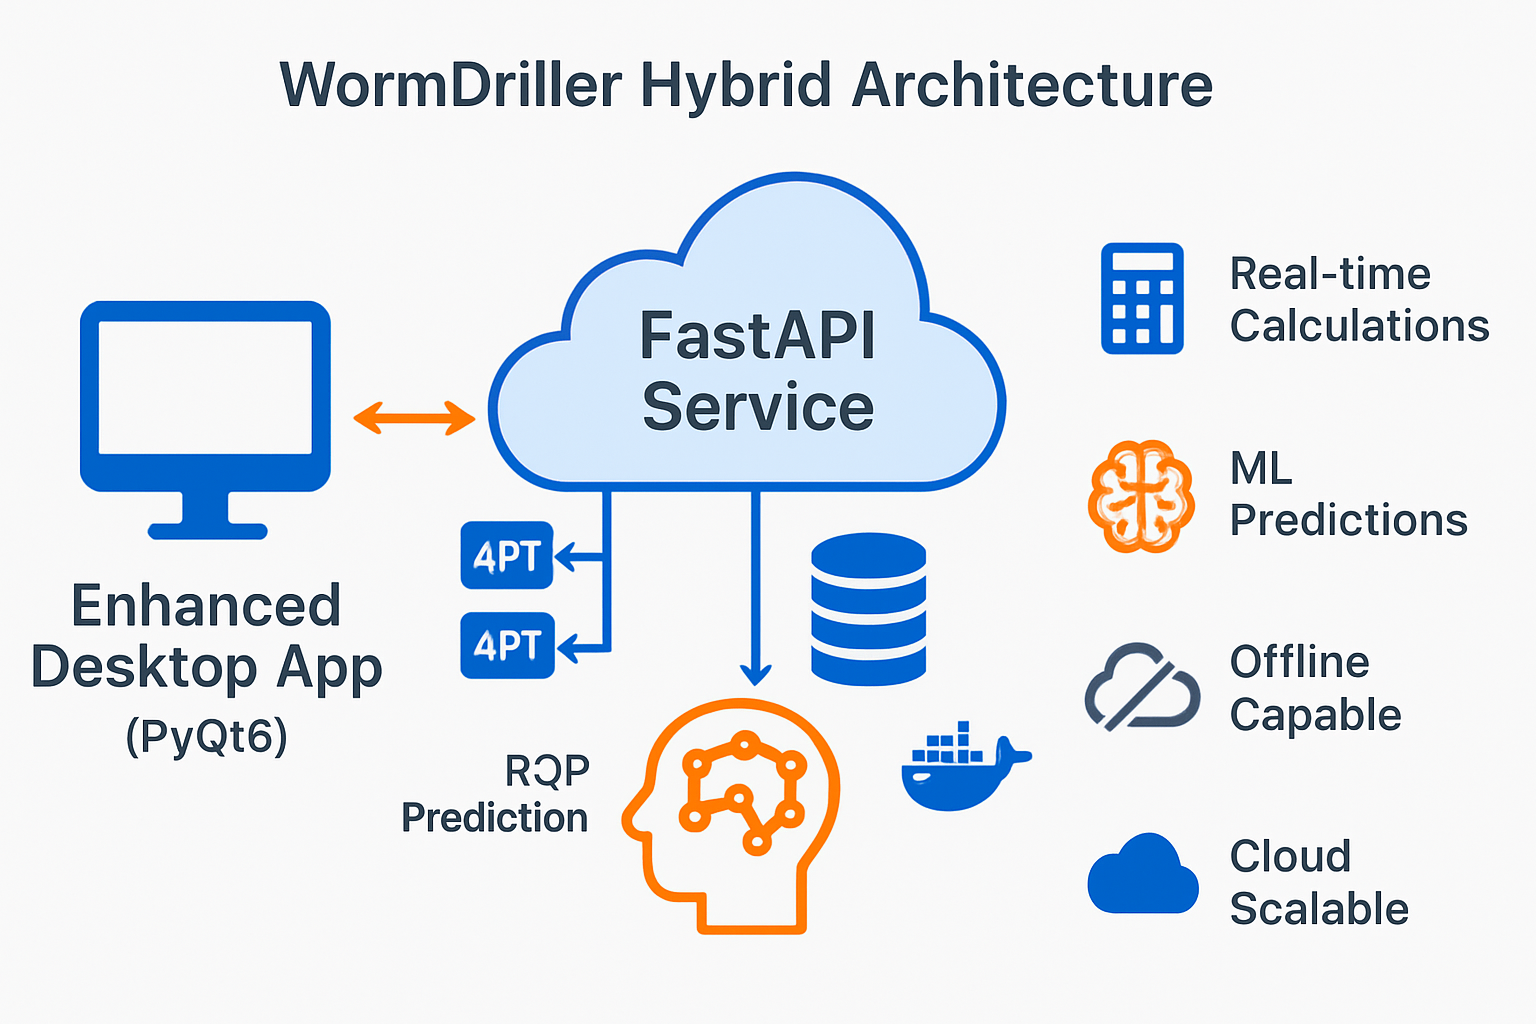 WormDriller Hybrid Architecture
FastAPI
Service
Enhanced
Desktop App
(PyQt6)
4PT
4PT
Prediction
Real-time
Calculations
ML
Predictions
Offline
Capable
Cloud
Scalable